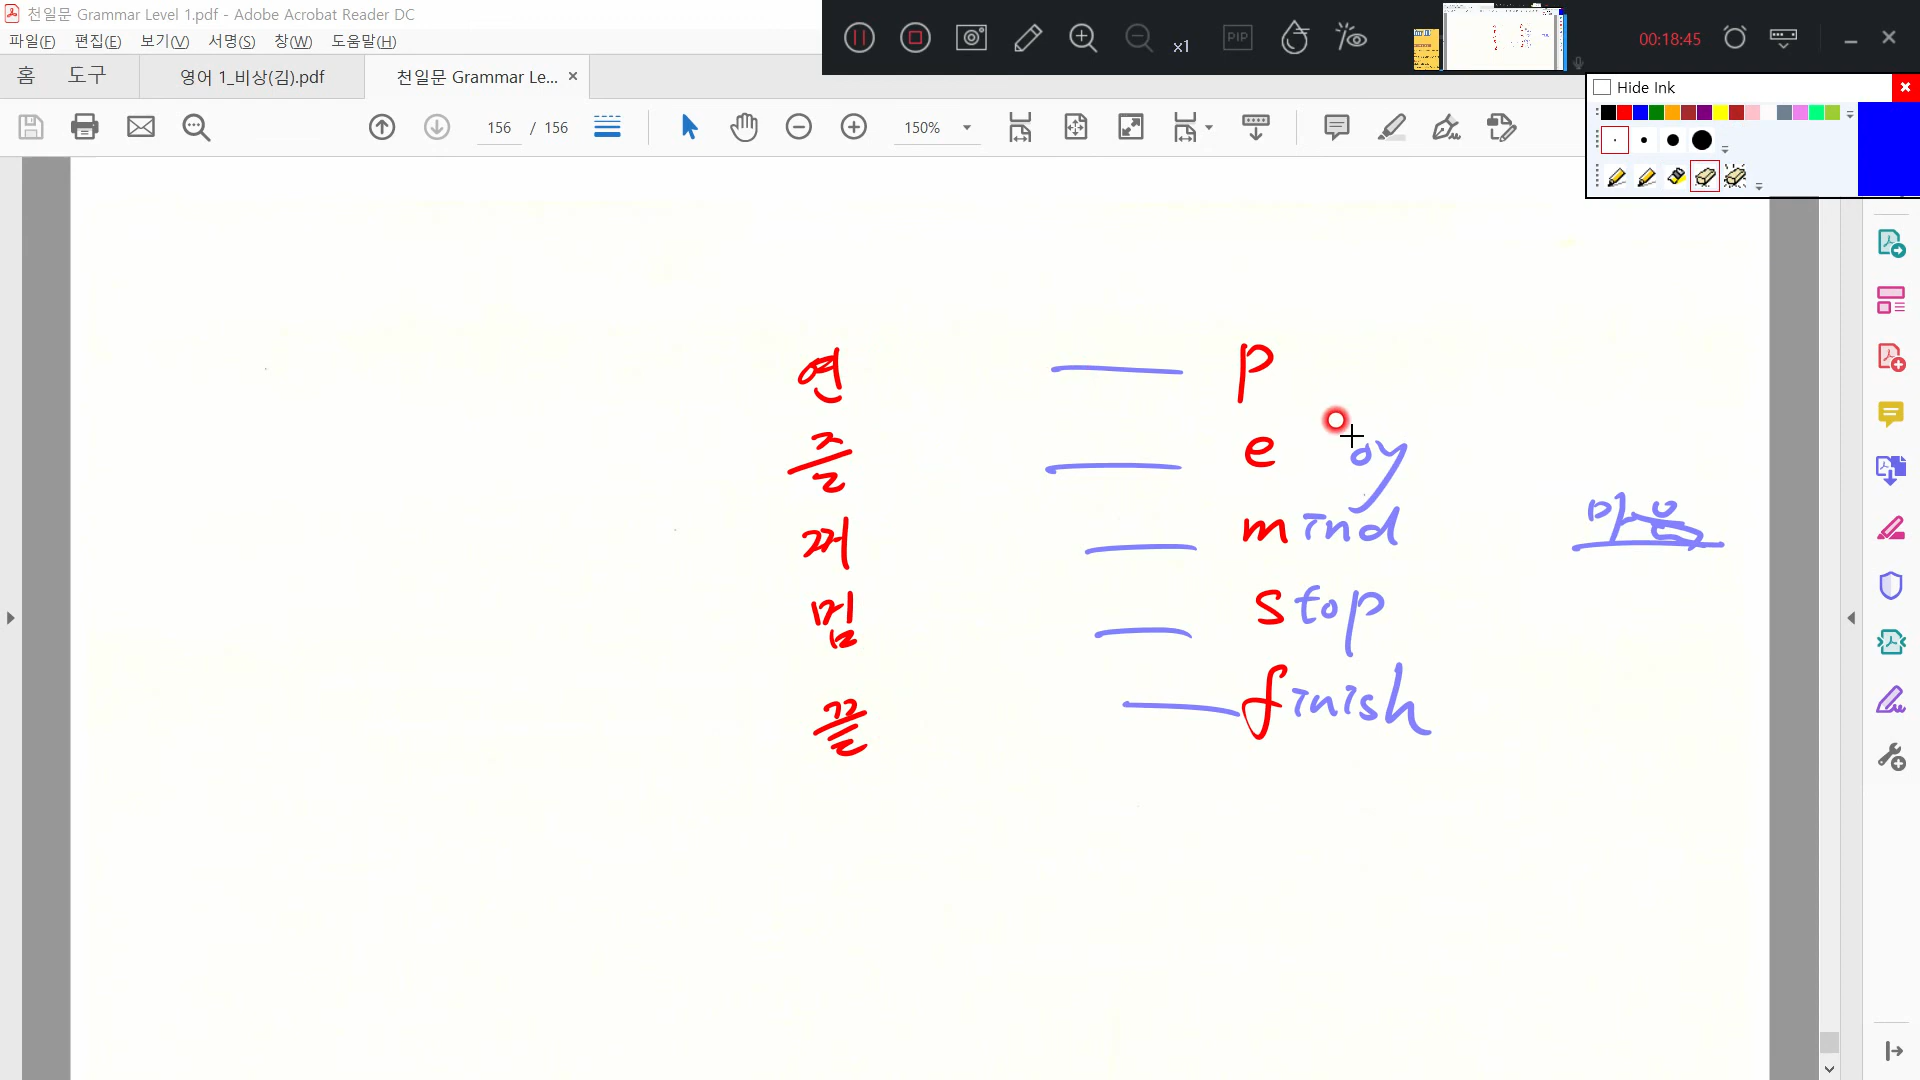 천일문 Grammar Level 1.pdf - Adobe Acrobat Reader DC
파일(F) 편집(E) 보기(V) 서명(S) 창(W) 도움말(H)
x1
PIP
00:18:45
홈 도구 영어 1_비상(김).pdf 천일문 Grammar Le... ×
Hide Ink
156 / 156 150%
연 p
즐 e oy
꺼 mind
마음
멈 stop
끝 finish